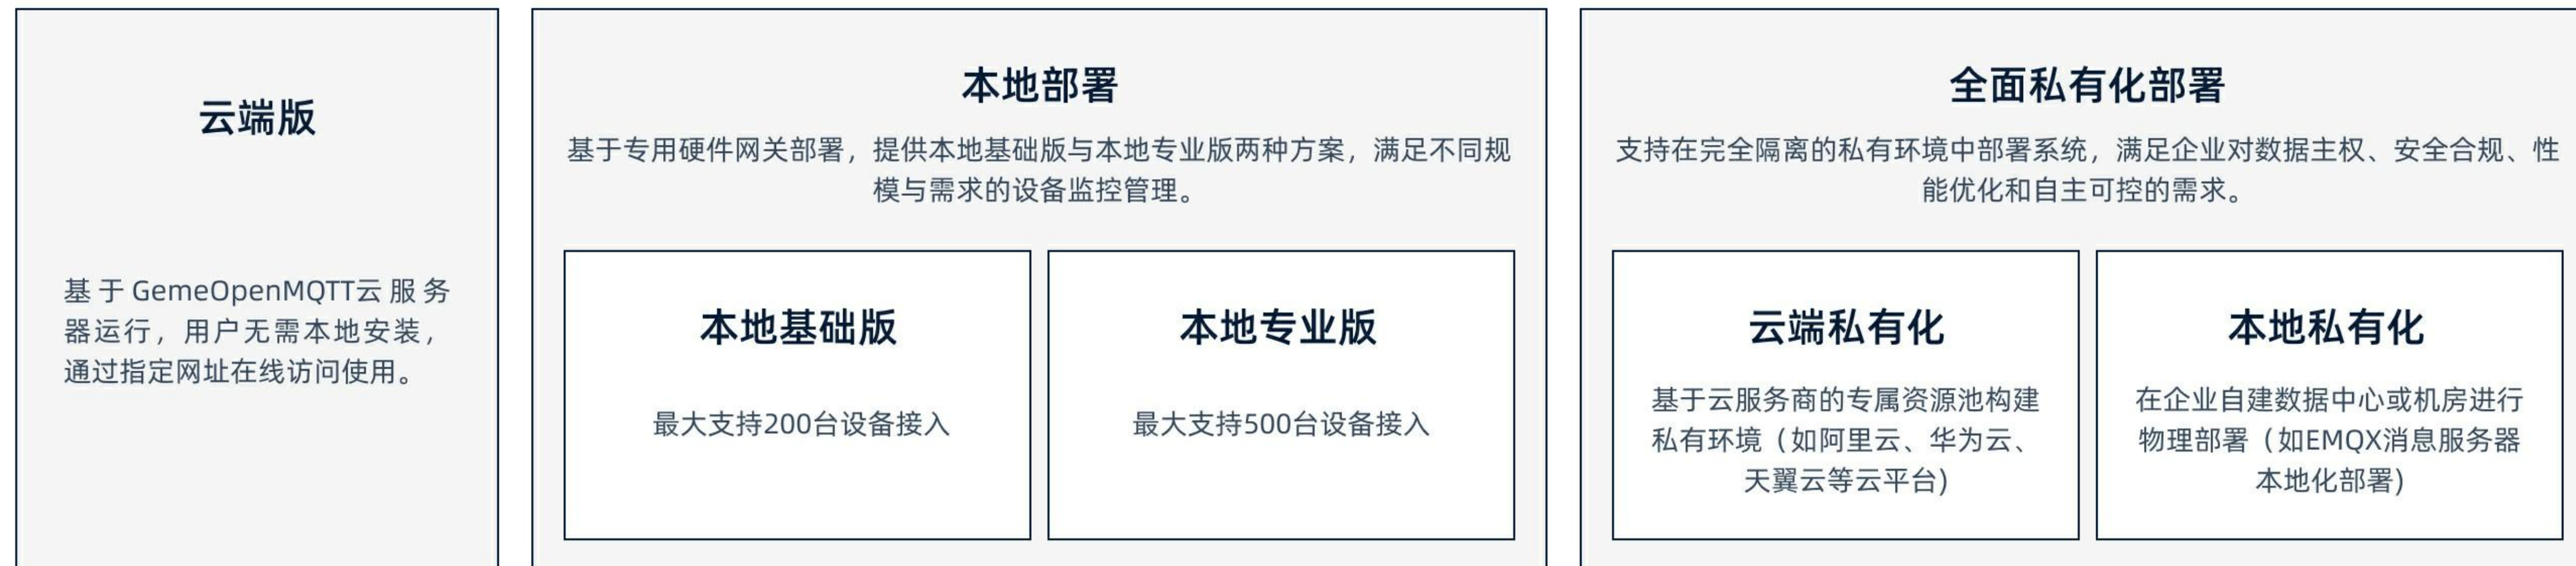 云端版
基于GemeOpenMQTT云服务
器运行，用户无需本地安装，
通过指定网址在线访问使用。
本地部署
基于专用硬件网关部署，提供本地基础版与本地专业版两种方案，满足不同规
模与需求的设备监控管理。
本地基础版
最大支持200台设备接入
本地专业版
最大支持500台设备接入
全面私有化部署
支持在完全隔离的私有环境中部署系统，满足企业对数据主权、安全合规、性
能优化和自主可控的需求。
云端私有化
基于云服务商的专属资源池构建
私有环境（如阿里云、华为云、
天翼云等云平台)
本地私有化
在企业自建数据中心或机房进行
物理部署（如EMQX消息服务器
本地化部署)